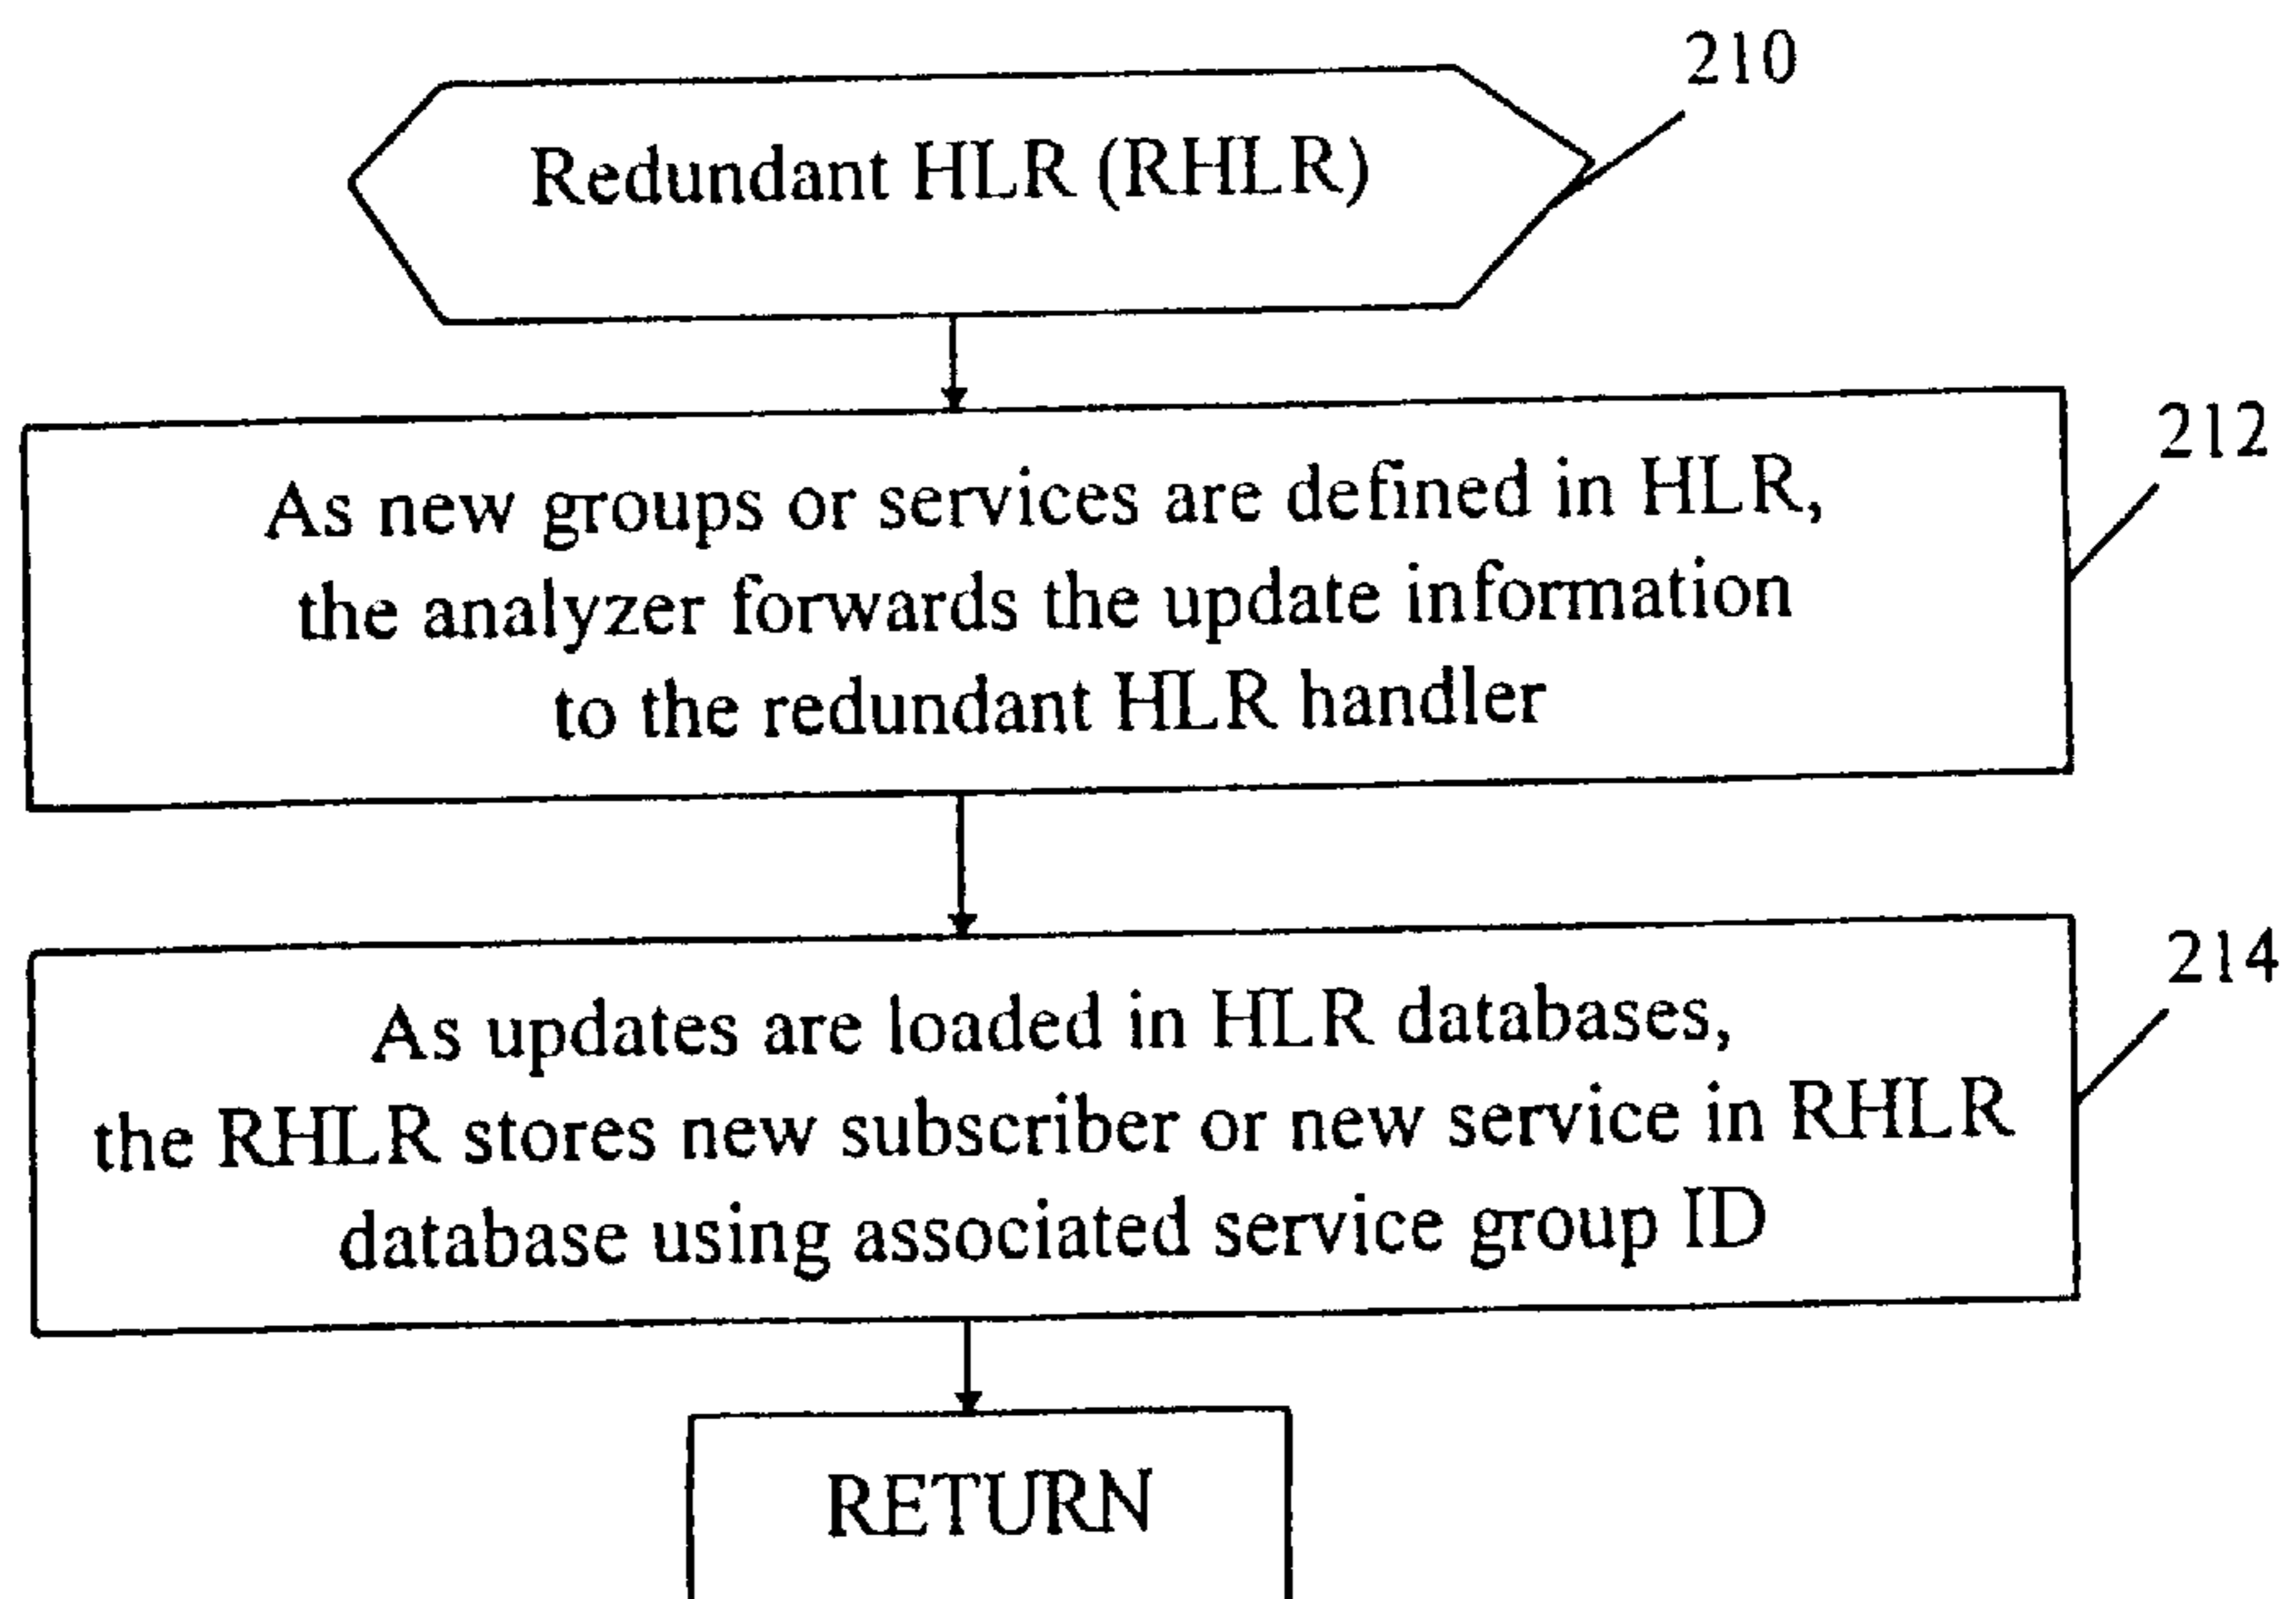 210
Redundant HLR (RHLR)
212
As new groups or services are defined in HLR,
the analyzer forwards the update information
to the redundant HLR handler
214
As updates are loaded in HLR databases,
the RHLR stores new subscriber or new service in RHLR
database using associated service group ID
RETURN